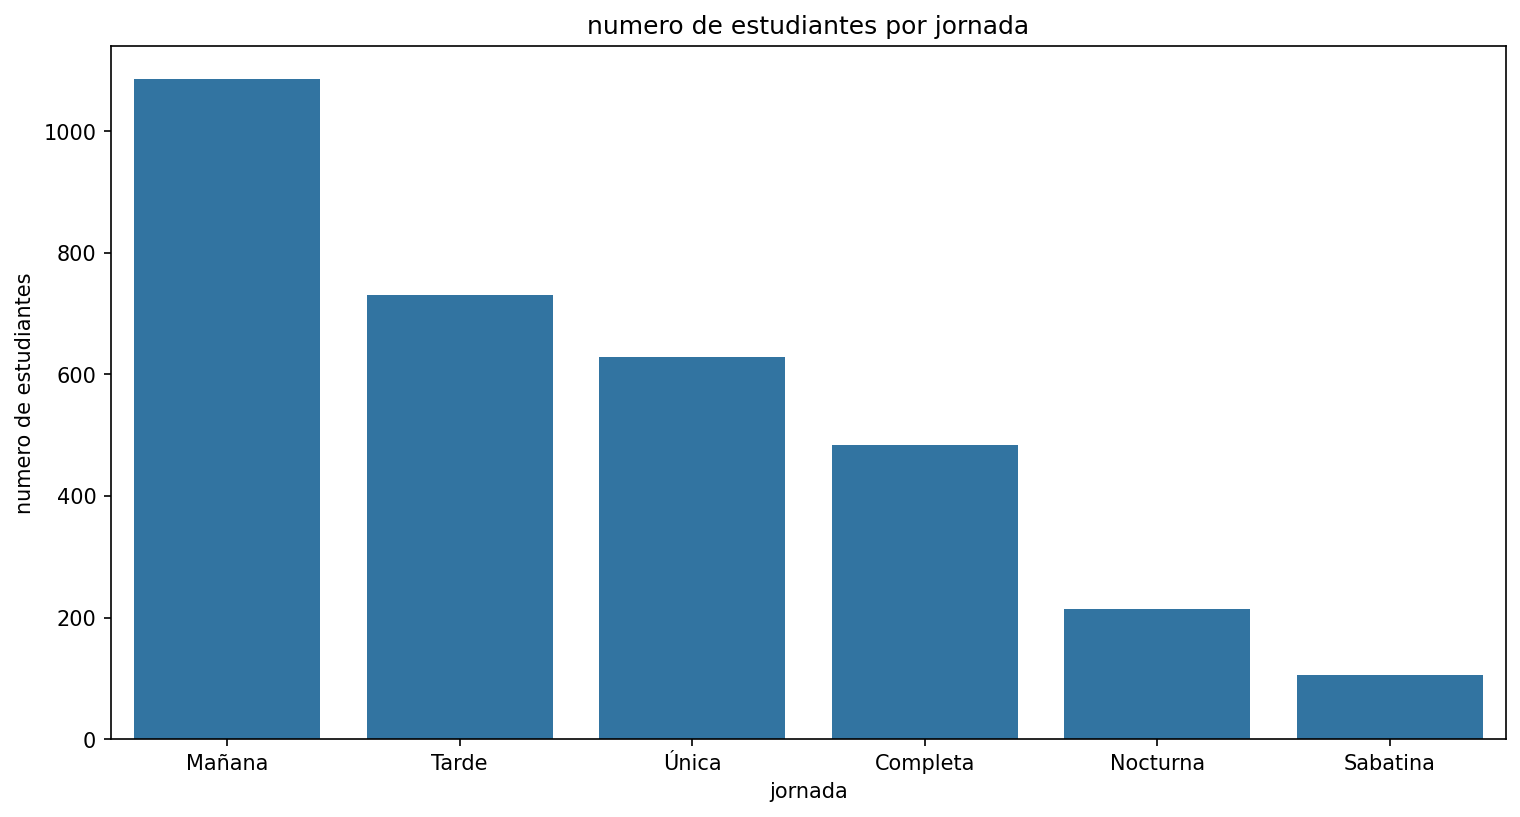 numero de estudiantes por jornada
numero de estudiantes
1000
800
600
400
200
0
Mañana Tarde Única Completa Nocturna Sabatina
jornada